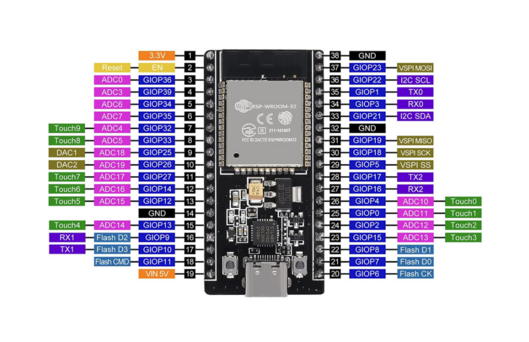 3.3V 1 38 GND
Reset EN 2 37 GIOP23 VSPI MOSI
ADC0 GIOP36 3 36 GIOP22 I2C SCL
ADC3 GIOP39 4 35 GIOP1 TX0
ADC6 GIOP34 5 34 GIOP3 RX0
ADC7 GIOP35 6 33 GIOP21 I2C SDA
Touch9 ADC4 GIOP32 7 32 GND
Touch8 ADC5 GIOP33 8 31 GIOP19 VSPI MISO
DAC1 ADC18 GIOP25 9 30 GIOP18 VSPI SCK
DAC2 ADC19 GIOP26 10 29 GIOP5 VSPI SS
Touch7 ADC17 GIOP27 11 28 GIOP17 TX2
Touch6 ADC16 GIOP14 12 27 GIOP16 RX2
Touch5 ADC15 GIOP12 13 26 GIOP4 ADC10 Touch0
GND 14 25 GIOP0 ADC11 Touch1
Touch4 ADC14 GIOP13 15 24 GIOP2 ADC12 Touch2
RX1 Flash D2 GIOP9 16 23 GIOP15 ADC13 Touch3
TX1 Flash D3 GIOP10 17 22 GIOP8 Flash D1
Flash CMD GIOP11 18 21 GIOP7 Flash D0
VIN 5V 19 20 GIOP6 Flash CK
ESP-WROOM-32
CE